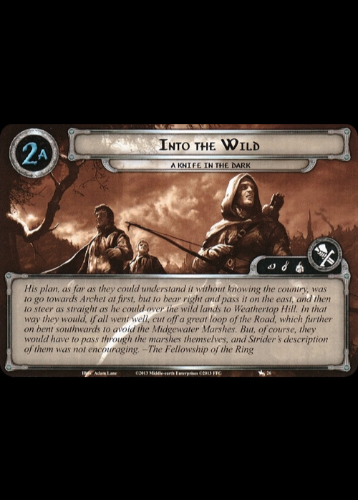 2A
INTO THE WILD
A KNIFE IN THE DARK
His plan, as far as they could understand it without knowing the country, was
to go towards Archet at first, but to bear right and pass it on the east, and then
to steer as straight as he could over the wild lands to Weathertop Hill. In that
way they would, if all went well, cut off a great loop of the Road, which further
on bent southwards to avoid the Midgewater Marshes. But, of course, they
would have to pass through the marshes themselves, and Strider's description
of them was not encouraging. –The Fellowship of the Ring
Adam Lane ©2013 Middle-earth Enterprises ©2013 FFG 26